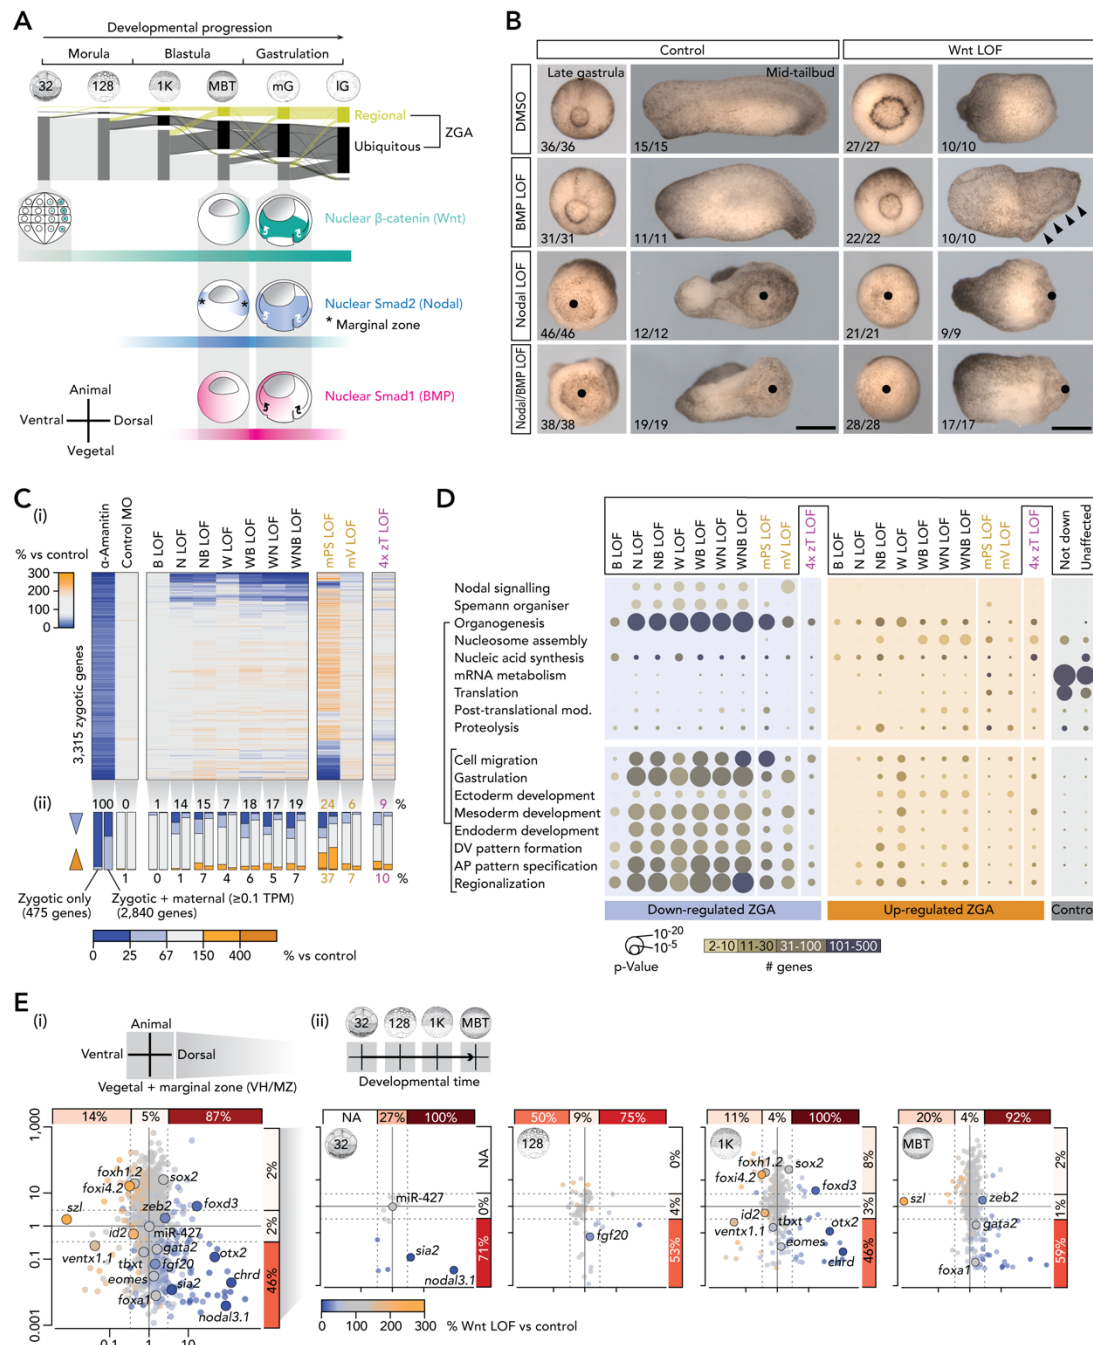 A
Developmental progression
Morula Blastula Gastrulation
32 128 1K MBT mG lG
Regional
Ubiquitous
ZGA
Nuclear β-catenin (Wnt)
Nuclear Smad2 (Nodal)
* Marginal zone
Nuclear Smad1 (BMP)
Animal
Ventral Dorsal
Vegetal
B
Control Wnt LOF
Late gastrula Mid-tailbud
DMSO
36/36 15/15 27/27 10/10
BMP LOF
31/31 11/11 22/22 10/10
Nodal LOF
46/46 12/12 21/21 9/9
Nodal/BMP LOF
38/38 19/19 28/28 17/17
C
(i)
% vs control
300
200
100
0
α-Amanitin
Control MO
B LOF
N LOF
NB LOF
W LOF
WB LOF
WN LOF
WNB LOF
mPS LOF
mV LOF
4x zT LOF
3,315 zygotic genes
(ii)
100 0 1 14 15 7 18 17 19 24 6 9 %
1 0 1 7 4 6 5 7 37 7 10 %
Zygotic only
(475 genes)
Zygotic + maternal (≥0.1 TPM)
(2,840 genes)
0 25 67 150 400 % vs control
D
B LOF
N LOF
NB LOF
W LOF
WB LOF
WN LOF
WNB LOF
mPS LOF
mV LOF
4x zT LOF
B LOF
N LOF
NB LOF
W LOF
WB LOF
WN LOF
WNB LOF
mPS LOF
mV LOF
4x zT LOF
Not down
Unaffected
Nodal signalling
Spemann organiser
Organogenesis
Nucleosome assembly
Nucleic acid synthesis
mRNA metabolism
Translation
Post-translational mod.
Proteolysis
Cell migration
Gastrulation
Ectoderm development
Mesoderm development
Endoderm development
DV pattern formation
AP pattern specification
Regionalization
Down-regulated ZGA Up-regulated ZGA Control
10-20
10-5
p-Value
2-10 11-30 31-100 101-500
# genes
E
(i)
Animal
Ventral Dorsal
Vegetal + marginal zone (VH/MZ)
14% 5% 87%
1,000
10
1
0.1
0.001
0.1 1 10
2%
2%
46%
foxh1.2
foxi4.2
sox2
szl
zeb2
foxd3
id2
miR-427
ventx1.1
gata2
otx2
tbxt
fgf20
eomes
sia2
chrd
foxa1
nodal3.1
(ii)
32 128 1K MBT
Developmental time
NA 27% 100%
32
NA
0%
71%
miR-427
sia2
nodal3.1
0 100 200 300 % Wnt LOF vs control
50% 9% 75%
128
0%
4%
53%
fgf20
11% 4% 100%
1K
8%
3%
46%
foxh1.2
sox2
foxi4.2
foxd3
id2
tbxt
otx2
ventx1.1
eomes
chrd
20% 4% 92%
MBT
2%
1%
59%
szl
zeb2
gata2
foxa1